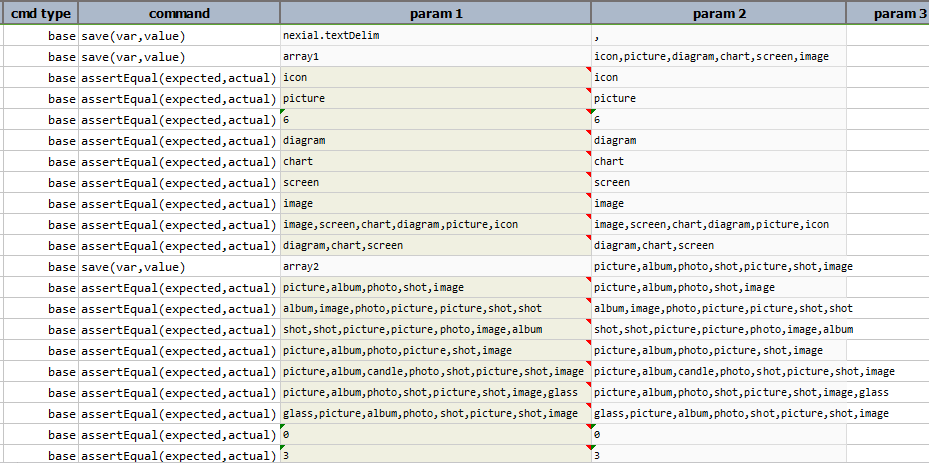 cmd type command param 1 param 2 param 3
base save(var,value) nexial.textDelim ,
base save(var,value) array1 icon,picture,diagram,chart,screen,image
base assertEqual(expected,actual) icon icon
base assertEqual(expected,actual) picture picture
base assertEqual(expected,actual) 6 6
base assertEqual(expected,actual) diagram diagram
base assertEqual(expected,actual) chart chart
base assertEqual(expected,actual) screen screen
base assertEqual(expected,actual) image image
base assertEqual(expected,actual) image,screen,chart,diagram,picture,icon image,screen,chart,diagram,picture,icon
base assertEqual(expected,actual) diagram,chart,screen diagram,chart,screen
base save(var,value) array2 picture,album,photo,shot,picture,shot,image
base assertEqual(expected,actual) picture,album,photo,shot,image picture,album,photo,shot,image
base assertEqual(expected,actual) album,image,photo,picture,picture,shot,shot album,image,photo,picture,picture,shot,shot
base assertEqual(expected,actual) shot,shot,picture,picture,photo,image,album shot,shot,picture,picture,photo,image,album
base assertEqual(expected,actual) picture,album,photo,picture,shot,image picture,album,photo,picture,shot,image
base assertEqual(expected,actual) picture,album,candle,photo,shot,picture,shot,image picture,album,candle,photo,shot,picture,shot,image
base assertEqual(expected,actual) picture,album,photo,shot,picture,shot,image,glass picture,album,photo,shot,picture,shot,image,glass
base assertEqual(expected,actual) glass,picture,album,photo,shot,picture,shot,image glass,picture,album,photo,shot,picture,shot,image
base assertEqual(expected,actual) 0 0
base assertEqual(expected,actual) 3 3